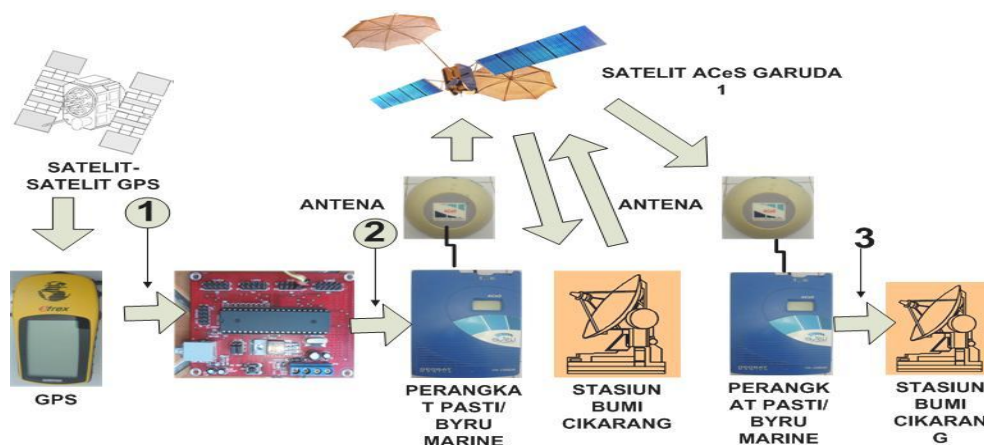 SATELIT ACeS GARUDA
1
SATELIT-
SATELIT GPS
1
ANTENA
2
ANTENA
3
etrex
GPS
PERANGKA
T PASTI/
BYRU
MARINE
STASIUN
BUMI
CIKARANG
PERANGK
AT PASTI/
BYRU
MARINE
STASIUN
BUMI
CIKARAN
G